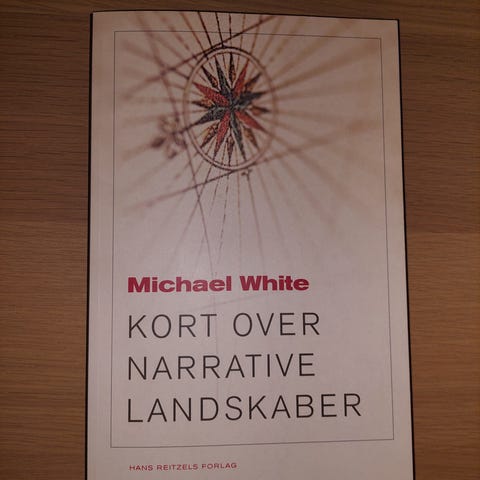 Michael White
KORT OVER
NARRATIVE
LANDSKABER
HANS REITZELS FORLAG